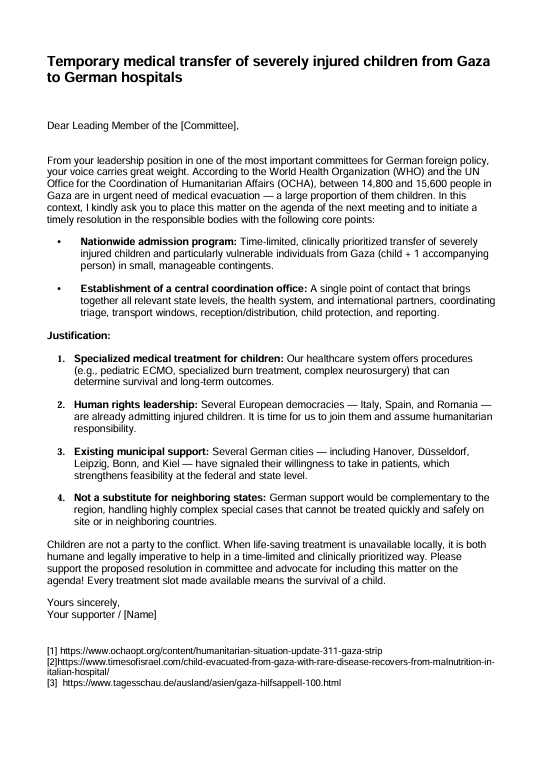 Temporary medical transfer of severely injured children from Gaza
to German hospitals
Dear Leading Member of the [Committee],
From your leadership position in one of the most important committees for German foreign policy,
your voice carries great weight. According to the World Health Organization (WHO) and the UN
Office for the Coordination of Humanitarian Affairs (OCHA), between 14,800 and 15,600 people in
Gaza are in urgent need of medical evacuation — a large proportion of them children. In this
context, I kindly ask you to place this matter on the agenda of the next meeting and to initiate a
timely resolution in the responsible bodies with the following core points:
• Nationwide admission program: Time-limited, clinically prioritized transfer of severely
injured children and particularly vulnerable individuals from Gaza (child + 1 accompanying
person) in small, manageable contingents.
• Establishment of a central coordination office: A single point of contact that brings
together all relevant state levels, the health system, and international partners, coordinating
triage, transport windows, reception/distribution, child protection, and reporting.
Justification:
1. Specialized medical treatment for children: Our healthcare system offers procedures
(e.g., pediatric ECMO, specialized burn treatment, complex neurosurgery) that can
determine survival and long-term outcomes.
2. Human rights leadership: Several European democracies — Italy, Spain, and Romania —
are already admitting injured children. It is time for us to join them and assume humanitarian
responsibility.
3. Existing municipal support: Several German cities — including Hanover, Düsseldorf,
Leipzig, Bonn, and Kiel — have signaled their willingness to take in patients, which
strengthens feasibility at the federal and state level.
4. Not a substitute for neighboring states: German support would be complementary to the
region, handling highly complex special cases that cannot be treated quickly and safely on
site or in neighboring countries.
Children are not a party to the conflict. When life-saving treatment is unavailable locally, it is both
humane and legally imperative to help in a time-limited and clinically prioritized way. Please
support the proposed resolution in committee and advocate for including this matter on the
agenda! Every treatment slot made available means the survival of a child.
Yours sincerely,
Your supporter / [Name]
[1] https://www.ochaopt.org/content/humanitarian-situation-update-311-gaza-strip
[2]https://www.timesofisrael.com/child-evacuated-from-gaza-with-rare-disease-recovers-from-malnutrition-in-
italian-hospital/
[3] https://www.tagesschau.de/ausland/asien/gaza-hilfsappell-100.html